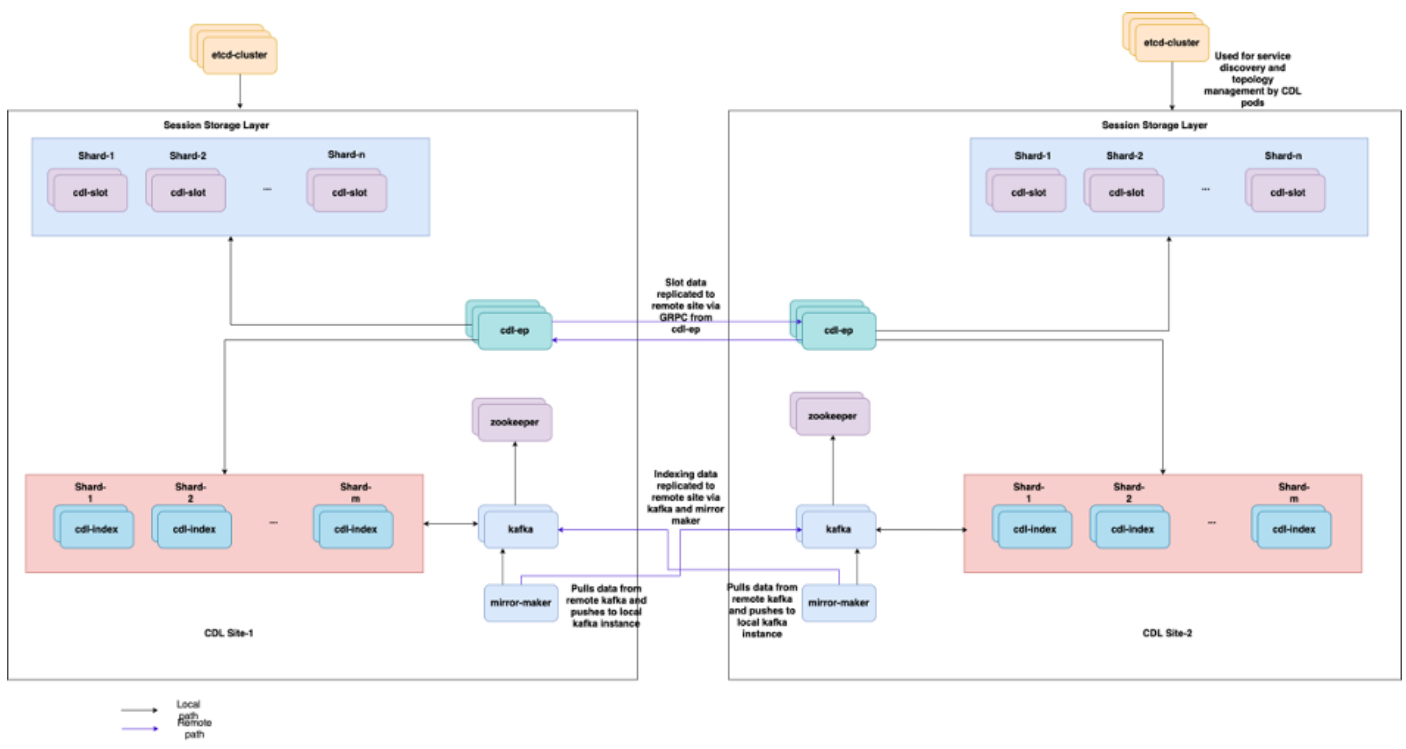 etcd-cluster
etcd-cluster
Used for service
discovery and
topology
management by CDL
pods
Session Storage Layer
Shard-1
Shard-2
Shard-n
cdl-slot
cdl-slot
...
cdl-slot
Session Storage Layer
Shard-1
Shard-2
Shard-n
cdl-slot
cdl-slot
...
cdl-slot
Slot data
replicated to
remote site via
GRPC from
cdl-ep
cdl-ep
cdl-ep
zookeeper
zookeeper
Indexing data
replicated to
remote site via
kafka and mirror
maker
Shard-
1
Shard-
2
Shard-
m
cdl-index
cdl-index
...
cdl-index
kafka
kafka
Shard-
1
Shard-
2
Shard-
m
cdl-index
cdl-index
...
cdl-index
mirror-maker
Pulls data from
remote kafka and
pushes to local
kafka instance
Pulls data from
remote kafka
and pushes to
local kafka
instance
mirror-maker
CDL Site-1
CDL Site-2
Local
path
Remote
path